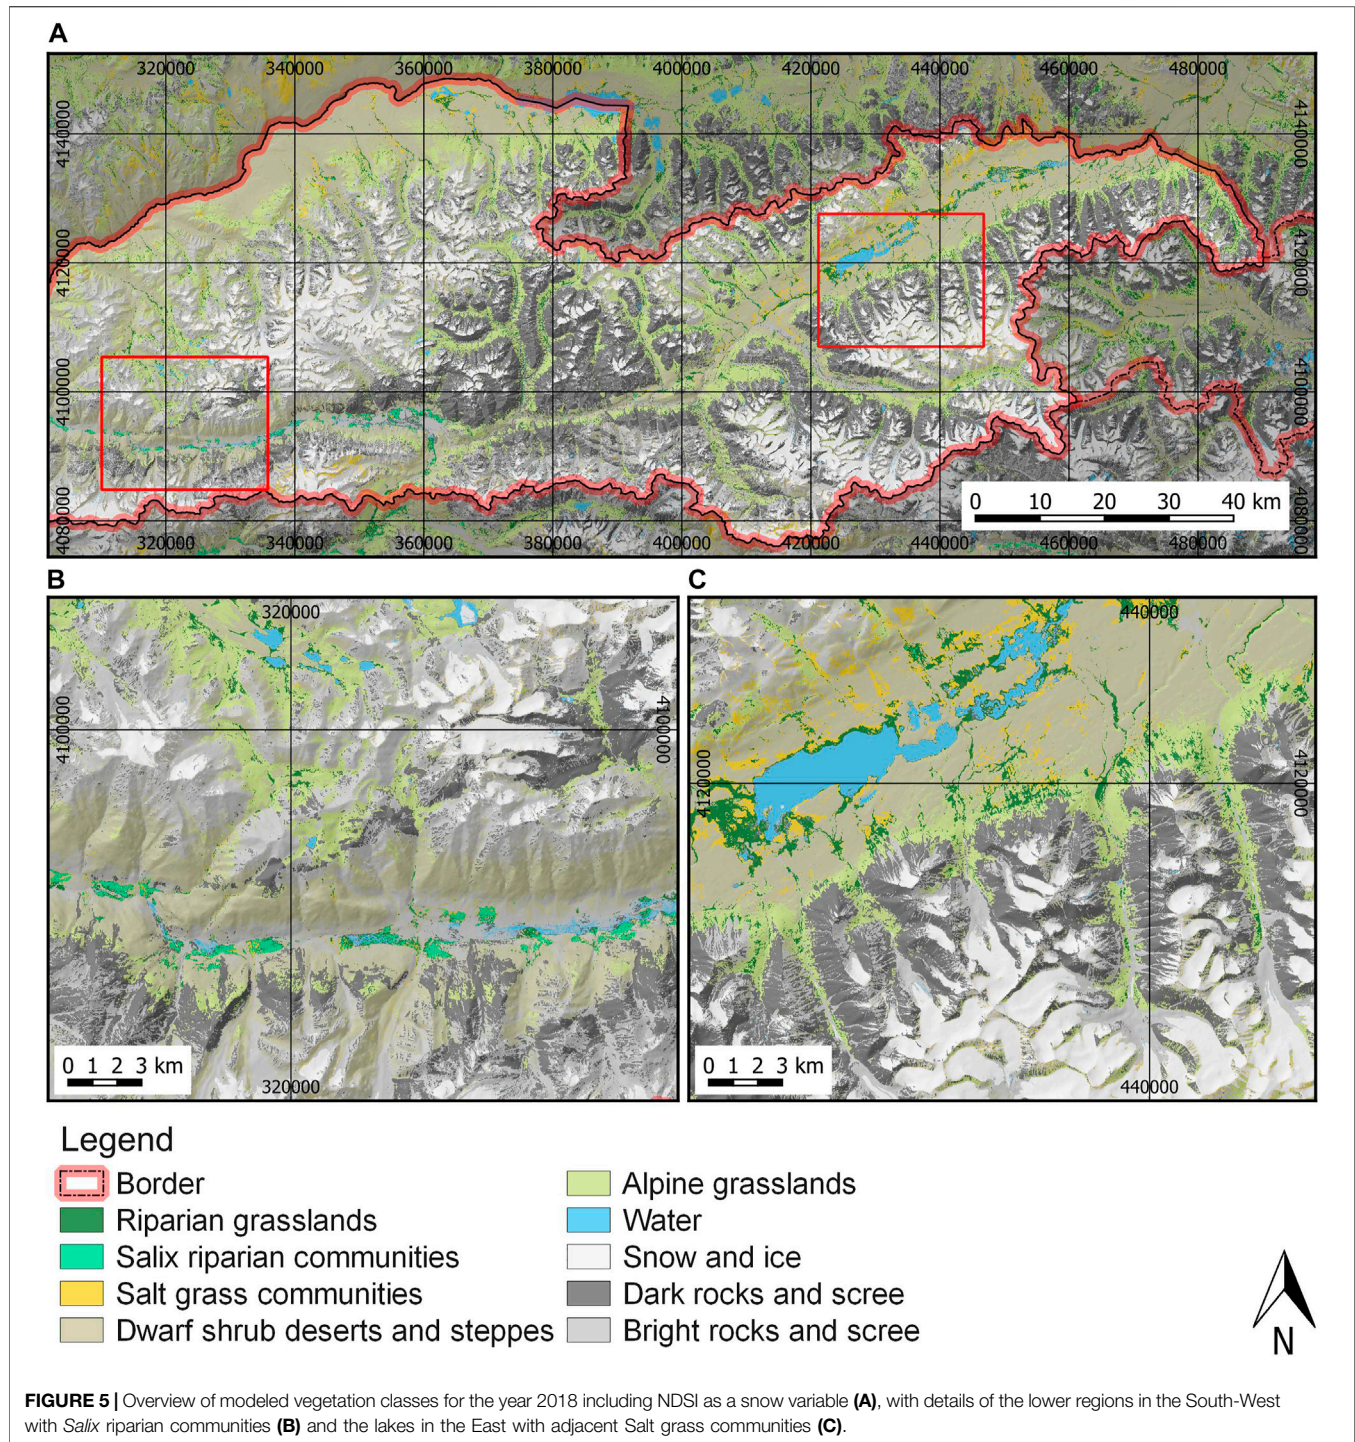 A
320000 340000 360000 380000 400000 420000 440000 460000 480000
4140000 4140000
4120000 4120000
4100000 4100000
4080000 4080000
0 10 20 30 40 km
320000 340000 360000 380000 400000 420000 440000 460000 480000
B
320000
4100000 4100000
0 1 2 3 km
320000
C
440000
4120000 4120000
0 1 2 3 km
440000
Legend
Border
Riparian grasslands
Salix riparian communities
Salt grass communities
Dwarf shrub deserts and steppes
Alpine grasslands
Water
Snow and ice
Dark rocks and scree
Bright rocks and scree
N
FIGURE 5 | Overview of modeled vegetation classes for the year 2018 including NDSI as a snow variable (A), with details of the lower regions in the South-West
with Salix riparian communities (B) and the lakes in the East with adjacent Salt grass communities (C).